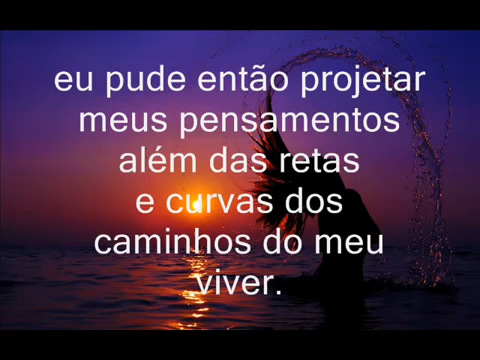 eu pude então projetar
meus pensamentos
além das retas
e curvas dos
caminhos do meu
viver.